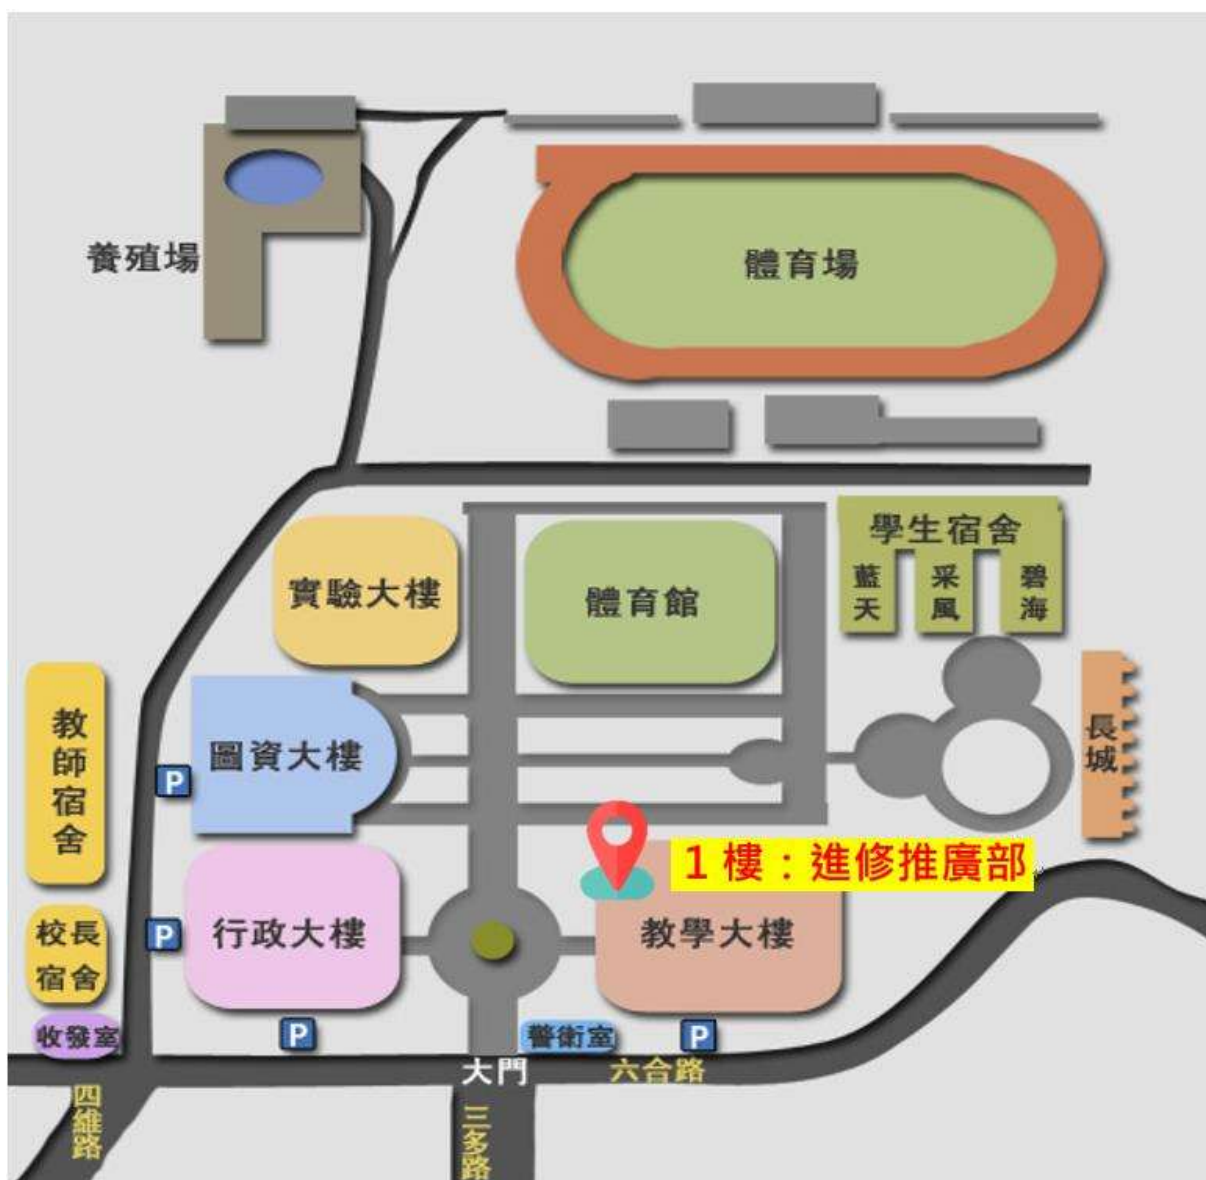 養殖場
體育場
學生宿舍
藍天
采風
碧海
實驗大樓
體育館
教師宿舍
圖資大樓
P
長城
1 樓：進修推廣部
行政大樓
P
教學大樓
校長
宿舍
收發室
P
警衛室
P
大門
六合路
四維路
三多路